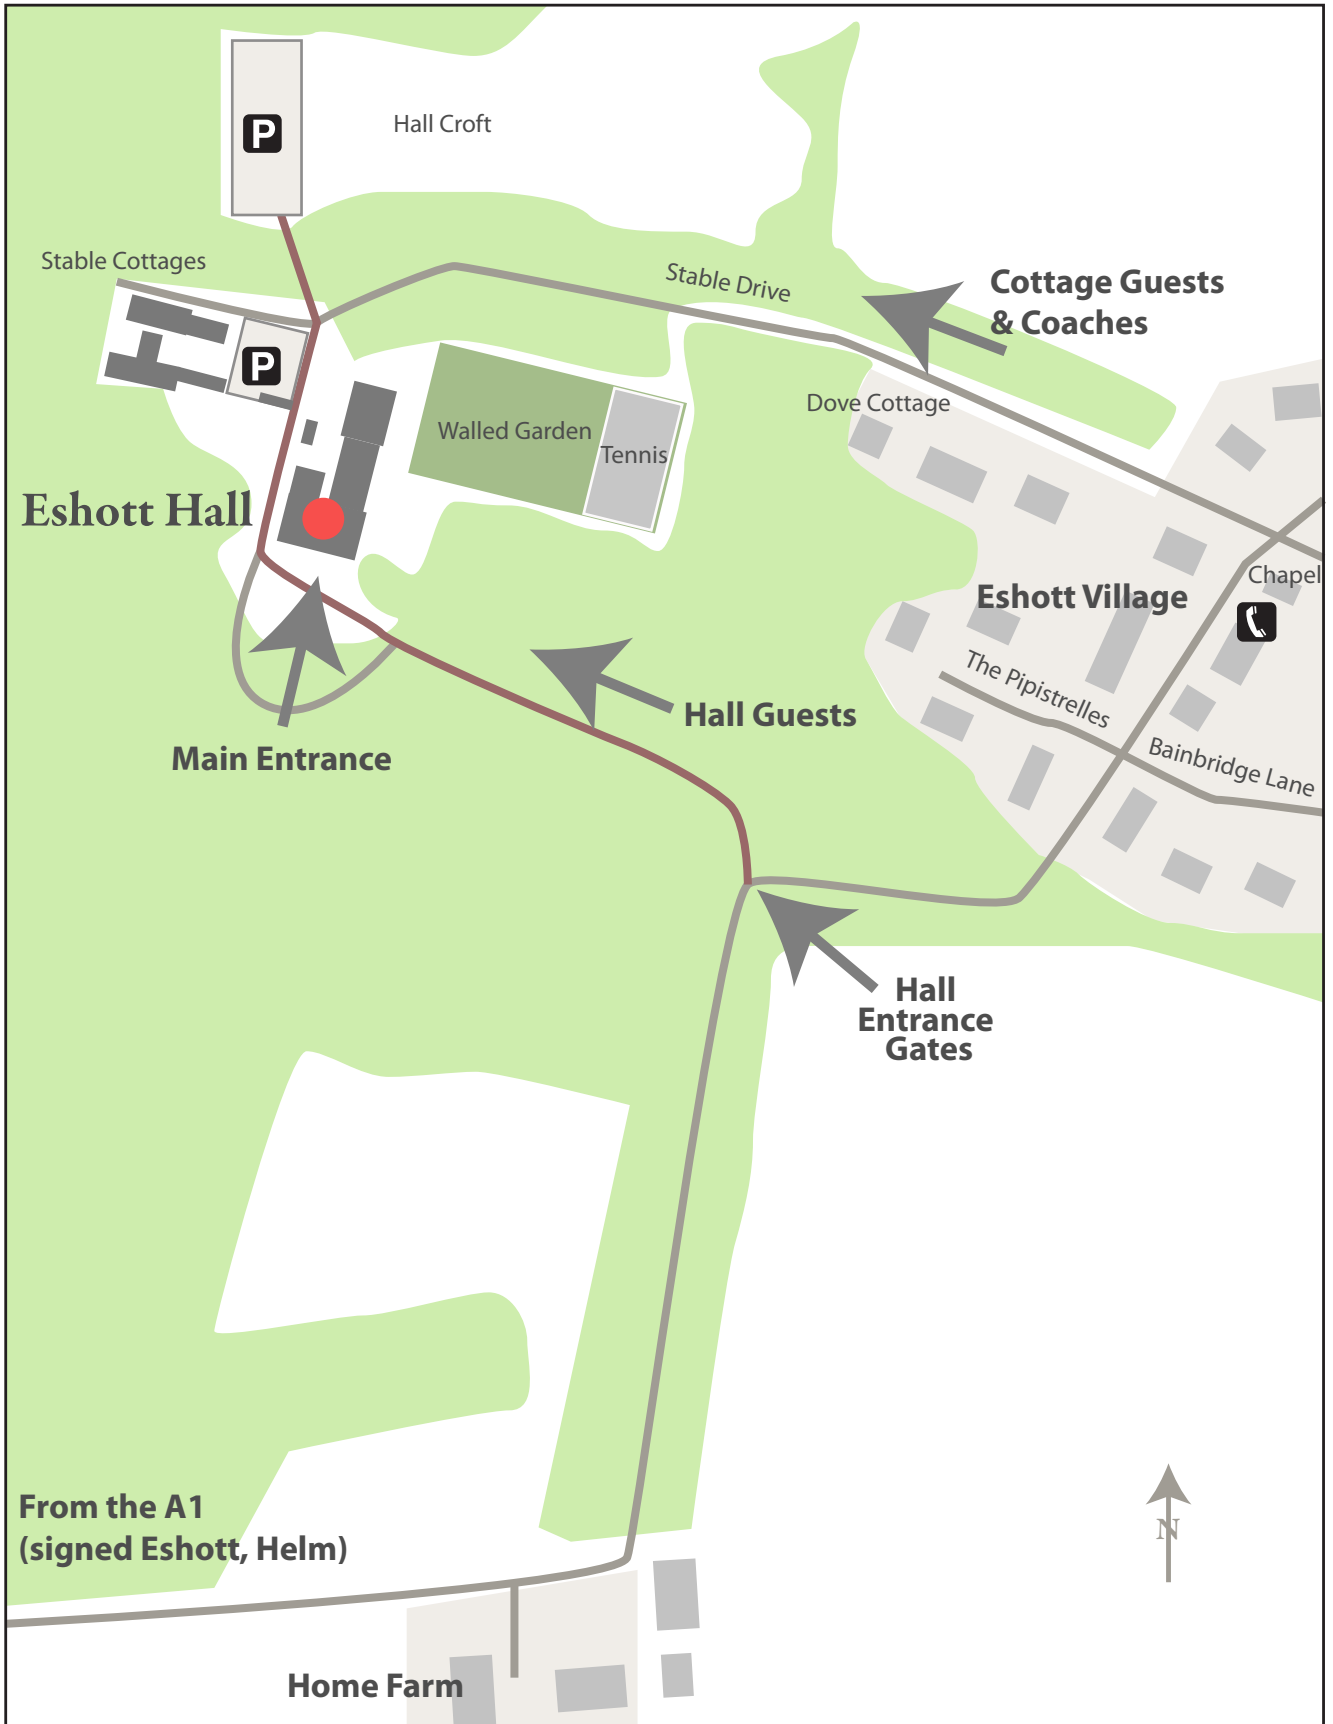 P
Hall Croft
Stable Cottages
Stable Drive
Cottage Guests
& Coaches
P
Dove Cottage
Walled Garden
Tennis
Eshott Hall
Chapel
Eshott Village
The Pipistrelles
Hall Guests
Main Entrance
Bainbridge Lane
Hall
Entrance
Gates
From the A1
(signed Eshott, Helm)
N
Home Farm